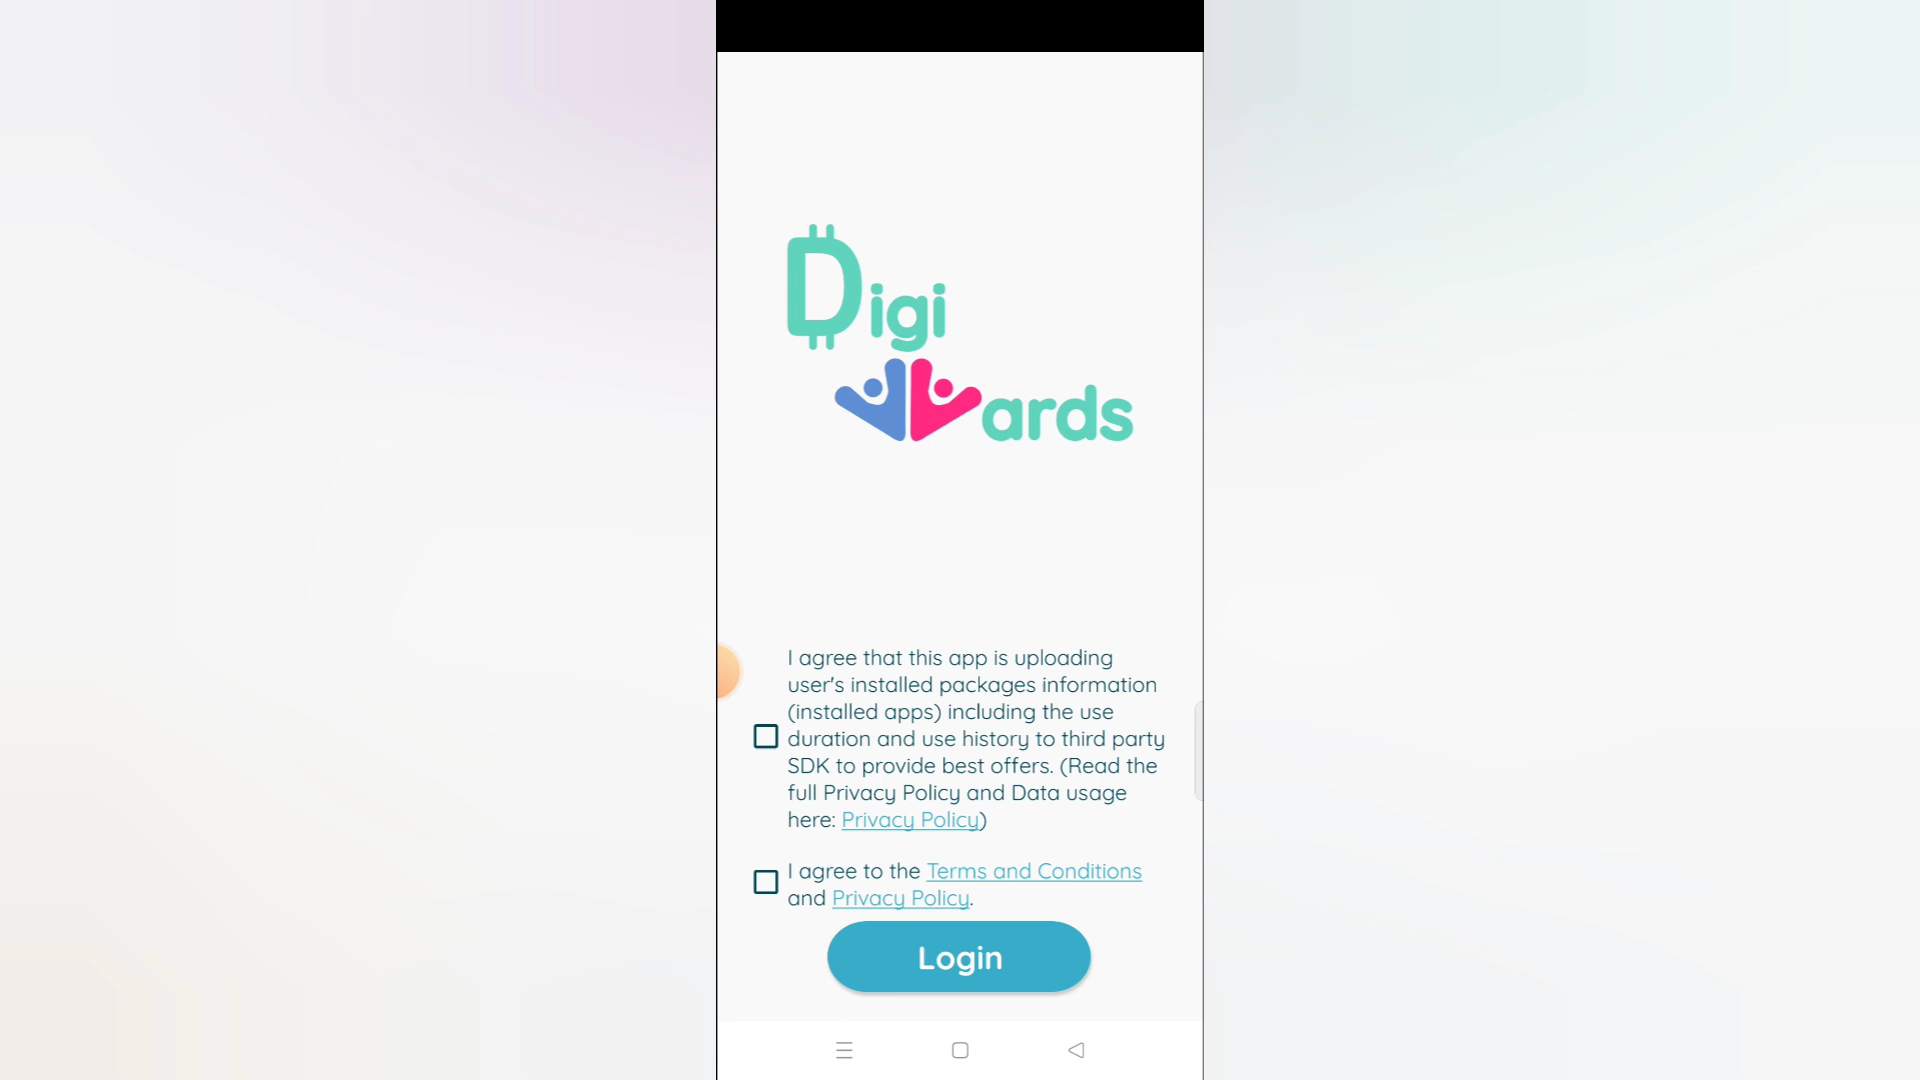 Digi
Wards
I agree that this app is uploading
user's installed packages information
(installed apps) including the use
duration and use history to third party
SDK to provide best offers. (Read the
full Privacy Policy and Data usage
here: Privacy Policy)
I agree to the Terms and Conditions
and Privacy Policy.
Login